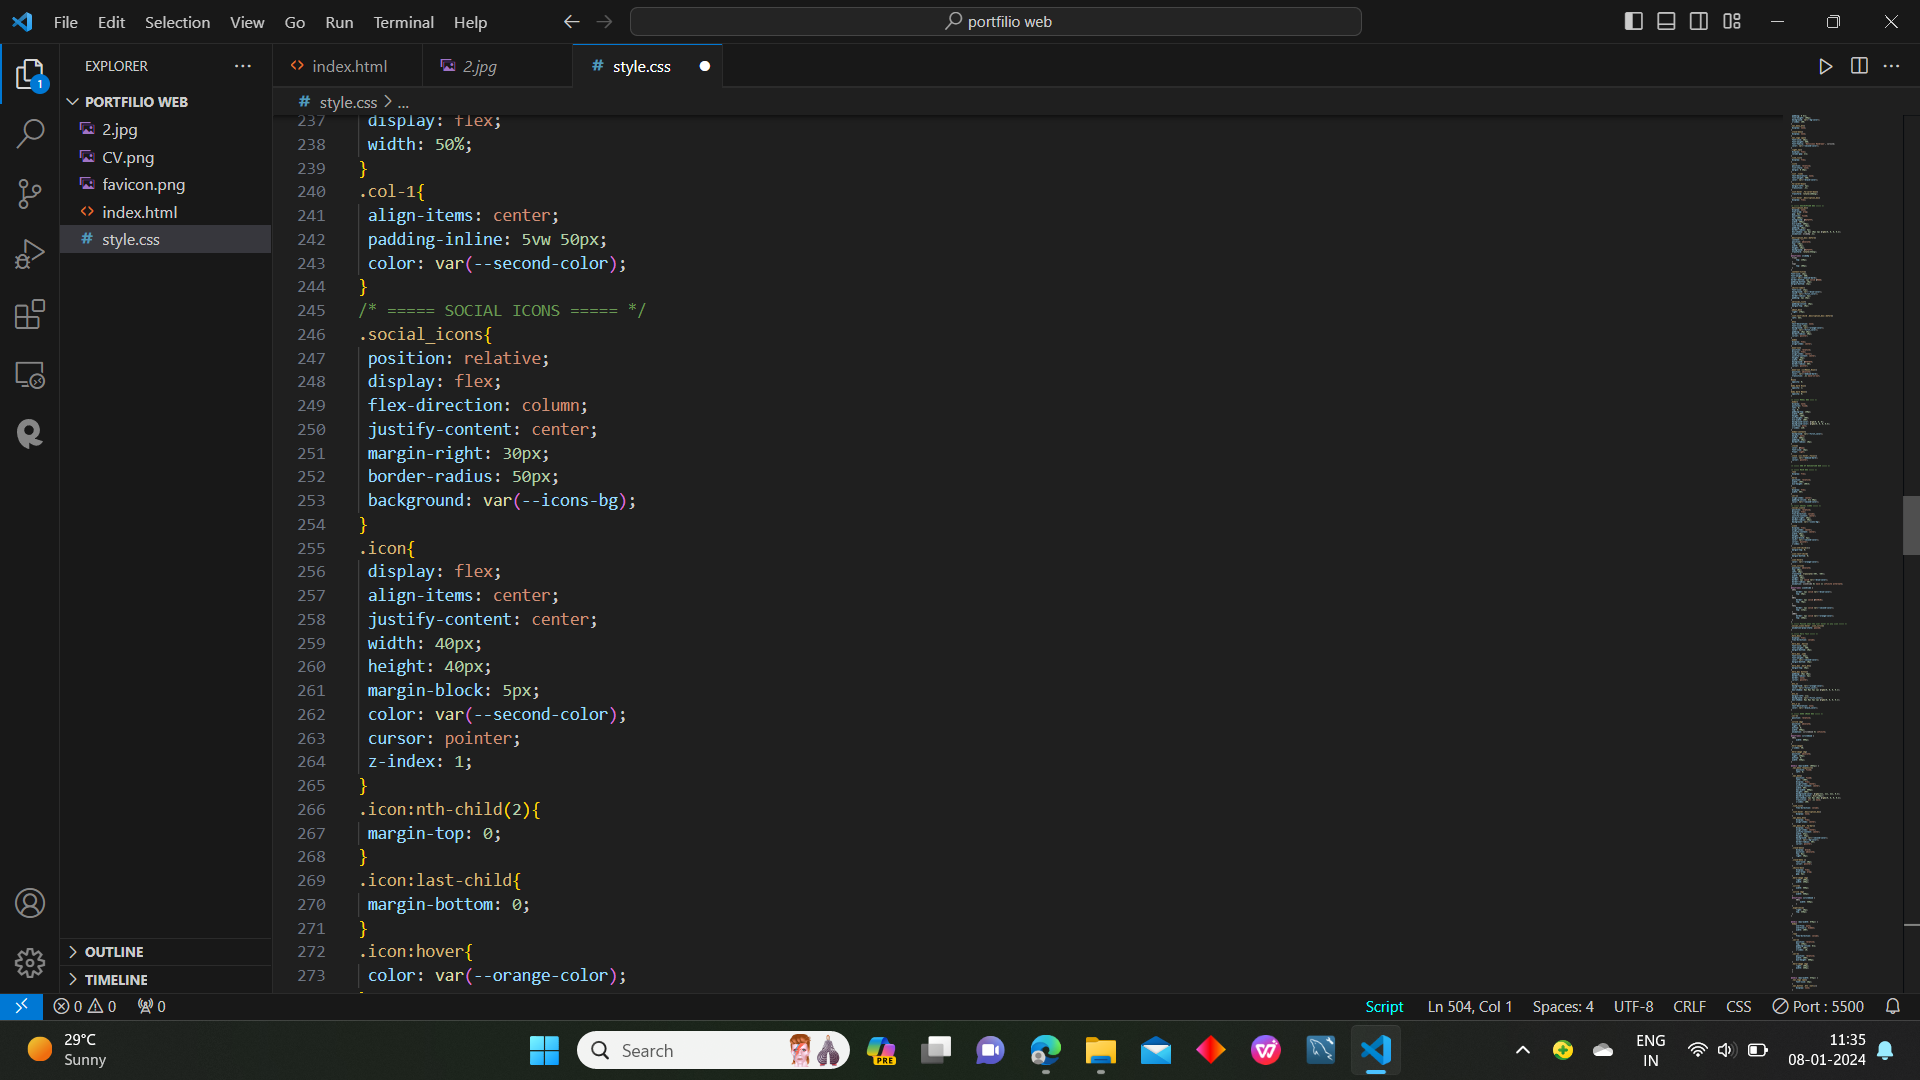 File Edit Selection View Go Run Terminal Help
portfilio web
EXPLORER
index.html
2.jpg
# style.css
PORTFILIO WEB
2.jpg
CV.png
favicon.png
index.html
# style.css
1
# style.css > ...
237 display: flex;
238 width: 50%;
239 }
240 .col-1{
241 align-items: center;
242 padding-inline: 5vw 50px;
243 color: var(--second-color);
244 }
245 /* ===== SOCIAL ICONS ===== */
246 .social_icons{
247 position: relative;
248 display: flex;
249 flex-direction: column;
250 justify-content: center;
251 margin-right: 30px;
252 border-radius: 50px;
253 background: var(--icons-bg);
254 }
255 .icon{
256 display: flex;
257 align-items: center;
258 justify-content: center;
259 width: 40px;
260 height: 40px;
261 margin-block: 5px;
262 color: var(--second-color);
263 cursor: pointer;
264 z-index: 1;
265 }
266 .icon:nth-child(2){
267 margin-top: 0;
268 }
269 .icon:last-child{
270 margin-bottom: 0;
271 }
272 .icon:hover{
273 color: var(--orange-color);
OUTLINE
TIMELINE
0 0 0
Script Ln 504, Col 1 Spaces: 4 UTF-8 CRLF CSS Port : 5500
29°C
Sunny
Search
PRE
ENG
IN
11:35
08-01-2024